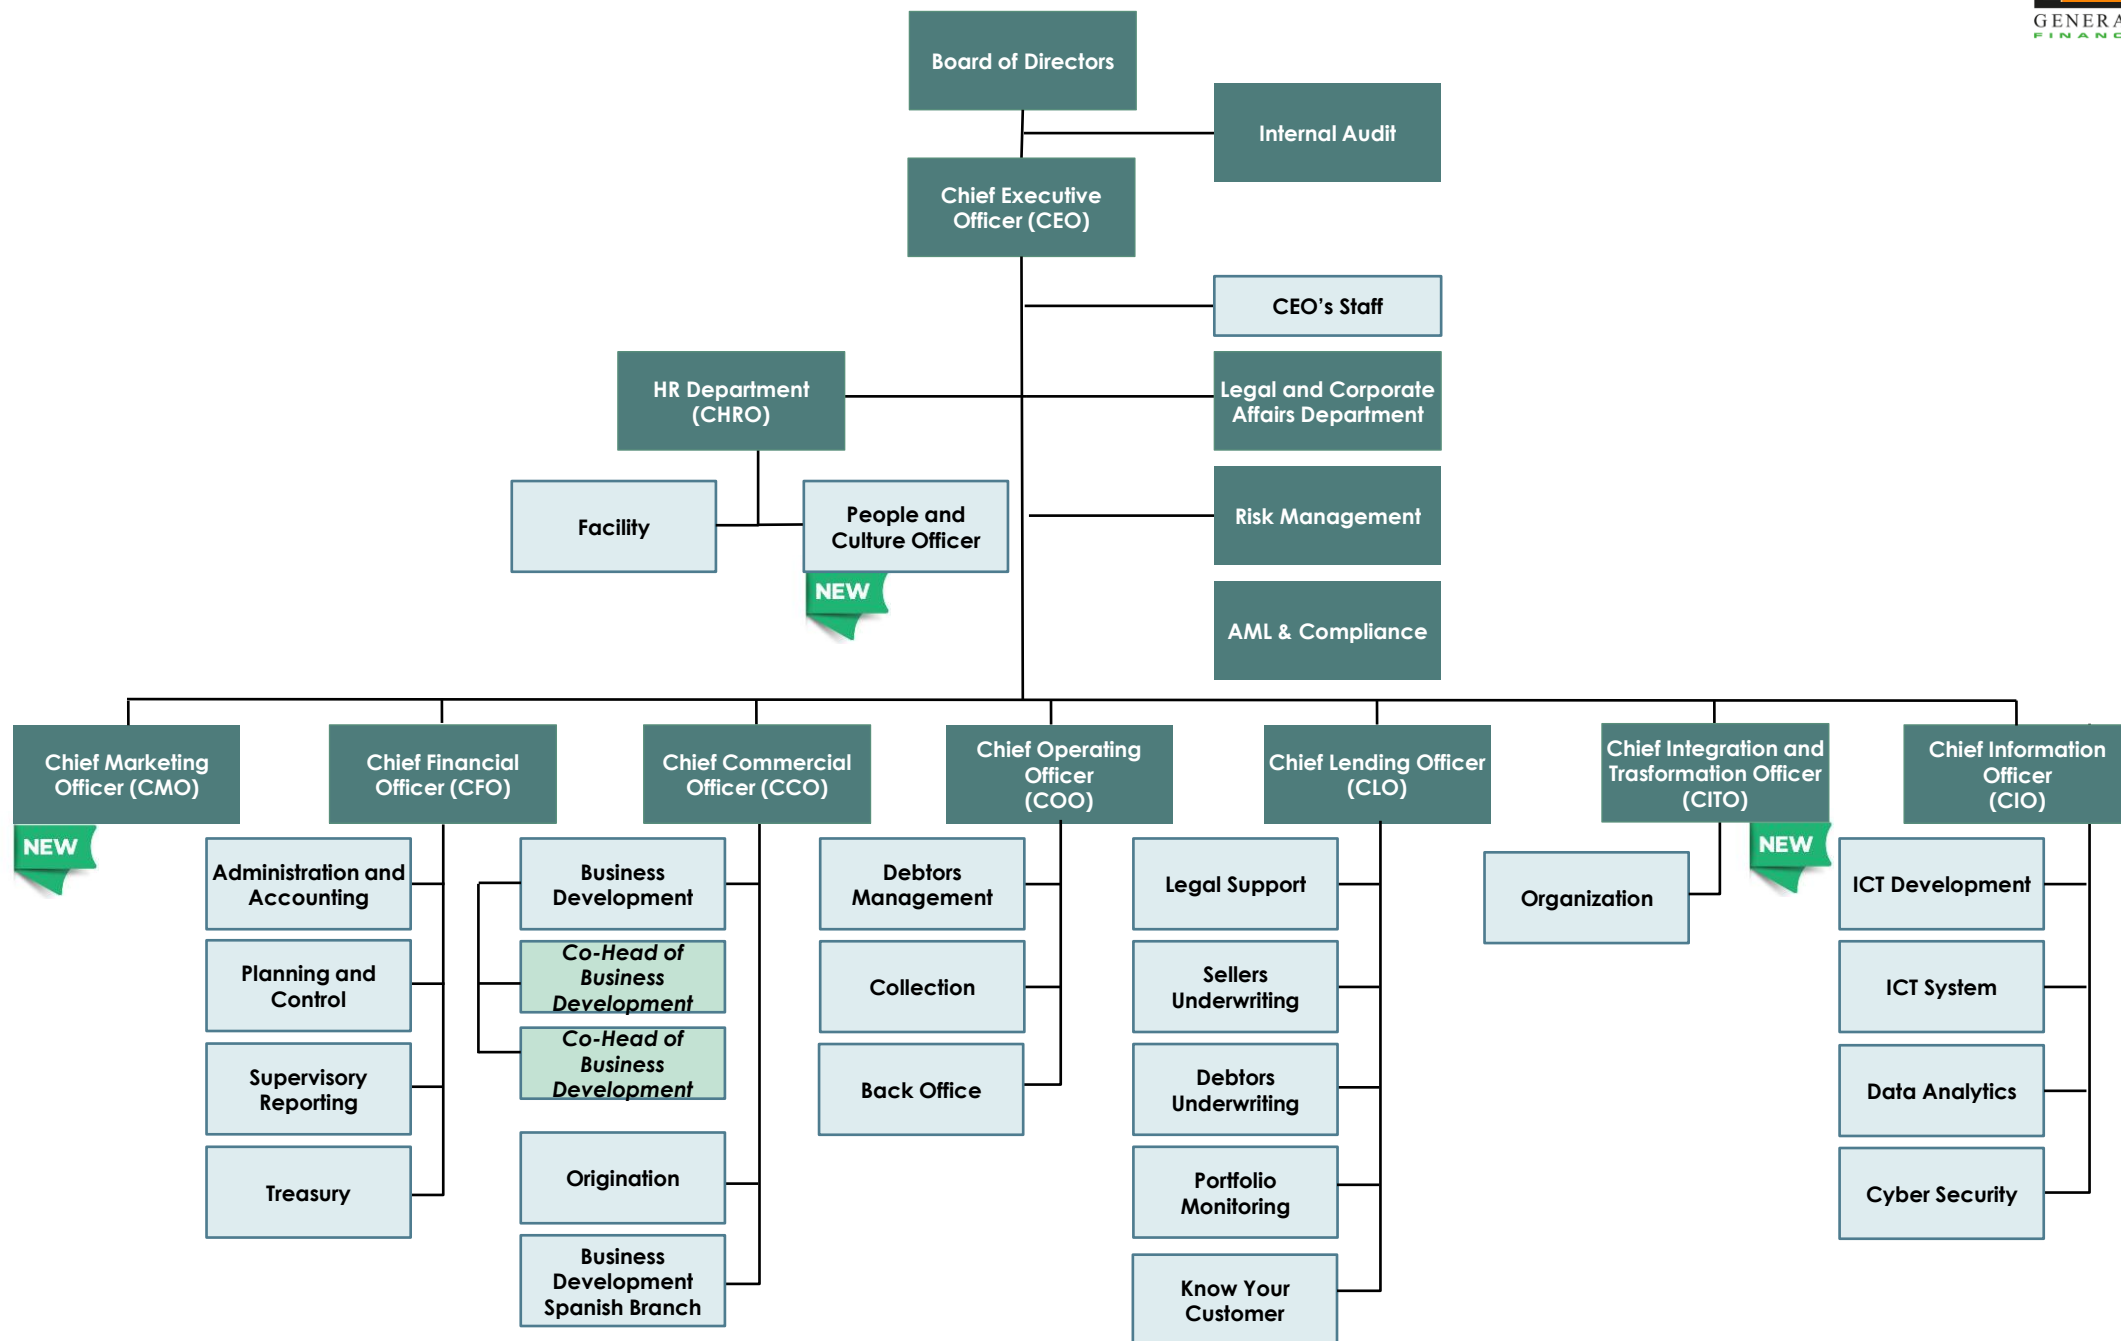 GENERA
FINANC
Board of Directors
Internal Audit
Chief Executive
Officer (CEO)
CEO's Staff
HR Department
(CHRO)
Legal and Corporate
Affairs Department
Facility
People and
Culture Officer
NEW
Risk Management
AML & Compliance
Chief Marketing
Officer (CMO)
NEW
Chief Financial
Officer (CFO)
Chief Commercial
Officer (CCO)
Chief Operating
Officer
(COO)
Chief Lending Officer
(CLO)
Chief Integration and
Trasformation Officer
(CITO)
NEW
Chief Information
Officer
(CIO)
Administration and
Accounting
Planning and
Control
Supervisory
Reporting
Treasury
Business
Development
Co-Head of
Business
Development
Co-Head of
Business
Development
Origination
Business
Development
Spanish Branch
Debtors
Management
Collection
Back Office
Legal Support
Sellers
Underwriting
Debtors
Underwriting
Portfolio
Monitoring
Know Your
Customer
Organization
ICT Development
ICT System
Data Analytics
Cyber Security